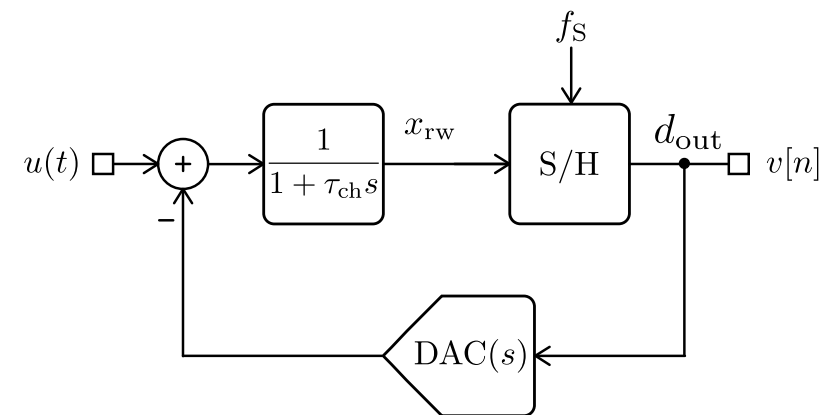 f_S
u(t)
+
1
1 + τ_ch s
x_rw
S/H
d_out
v[n]
−
DAC(s)